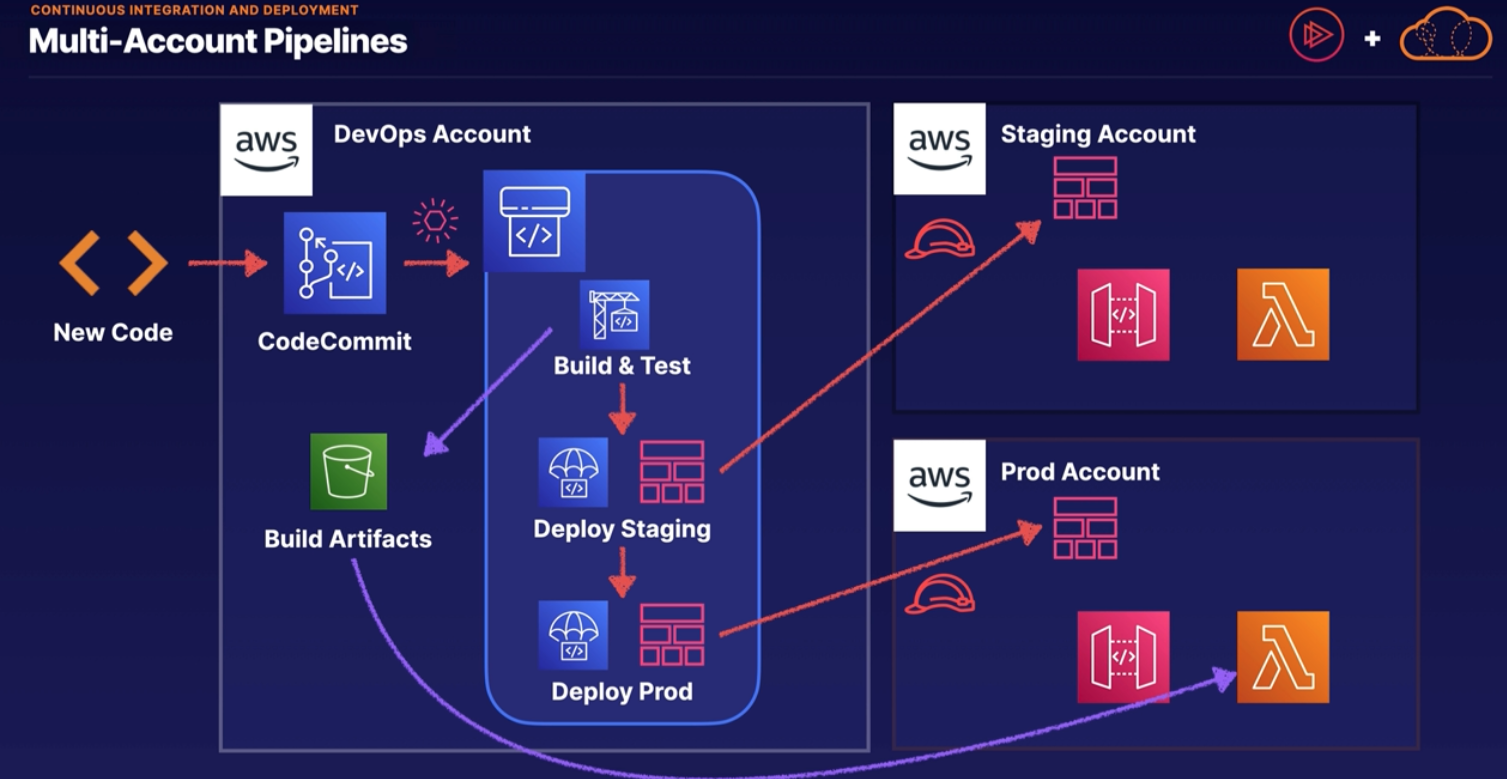 CONTINUOUS INTEGRATION AND DEPLOYMENT
Multi-Account Pipelines
+
aws
DevOps Account
aws
Staging Account
</>
</>
New Code
CodeCommit
</>
</>
Build & Test
</>
aws
Prod Account
</>
Build Artifacts
Deploy Staging
</>
</>
Deploy Prod